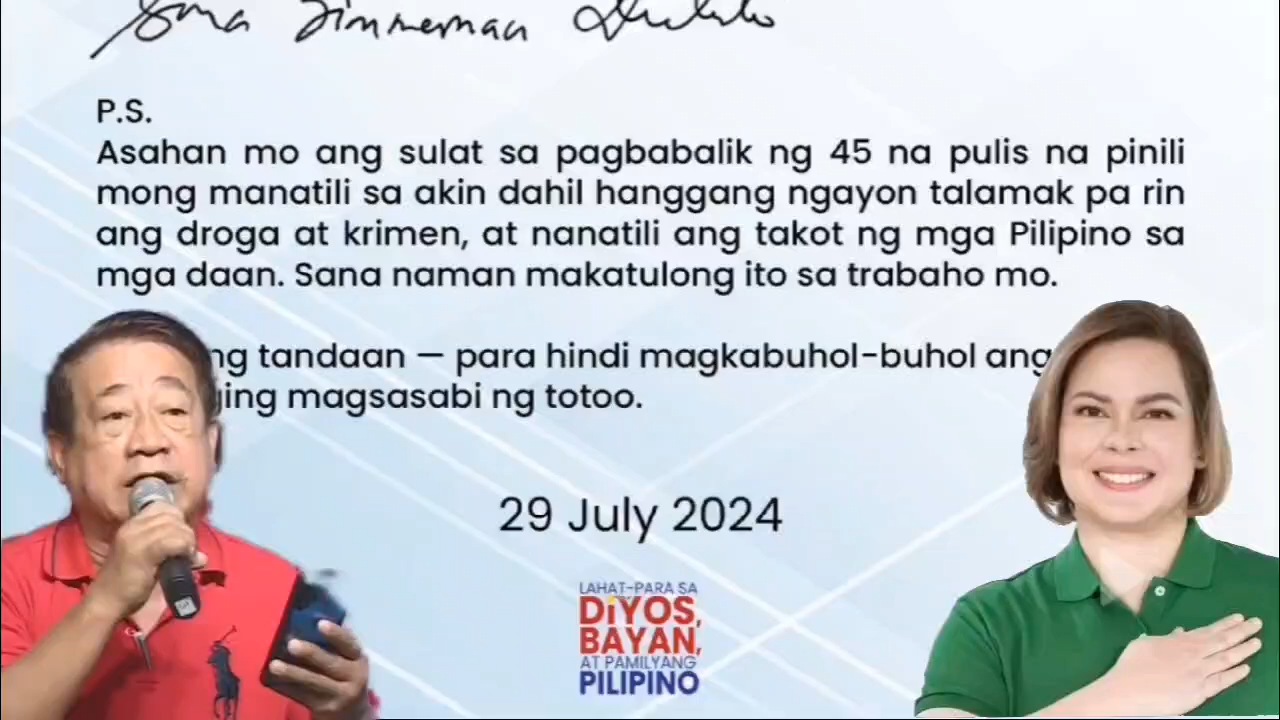 Zimmerman
P.S.
Asahan mo ang sulat sa pagbabalik ng 45 na pulis na pinili
mong manatili sa akin dahil hanggang ngayon talamak pa rin
ang droga at krimen, at nanatili ang takot ng mga Pilipino sa
mga daan. Sana naman makatulong ito sa trabaho mo.
tandaan — para hindi magkabuhol-buhol ang
magsasabi ng totoo.
29 July 2024
LAHAT-PARA SA
DiYOS,
BAYAN,
AT PAMILYANG
PILIPINO